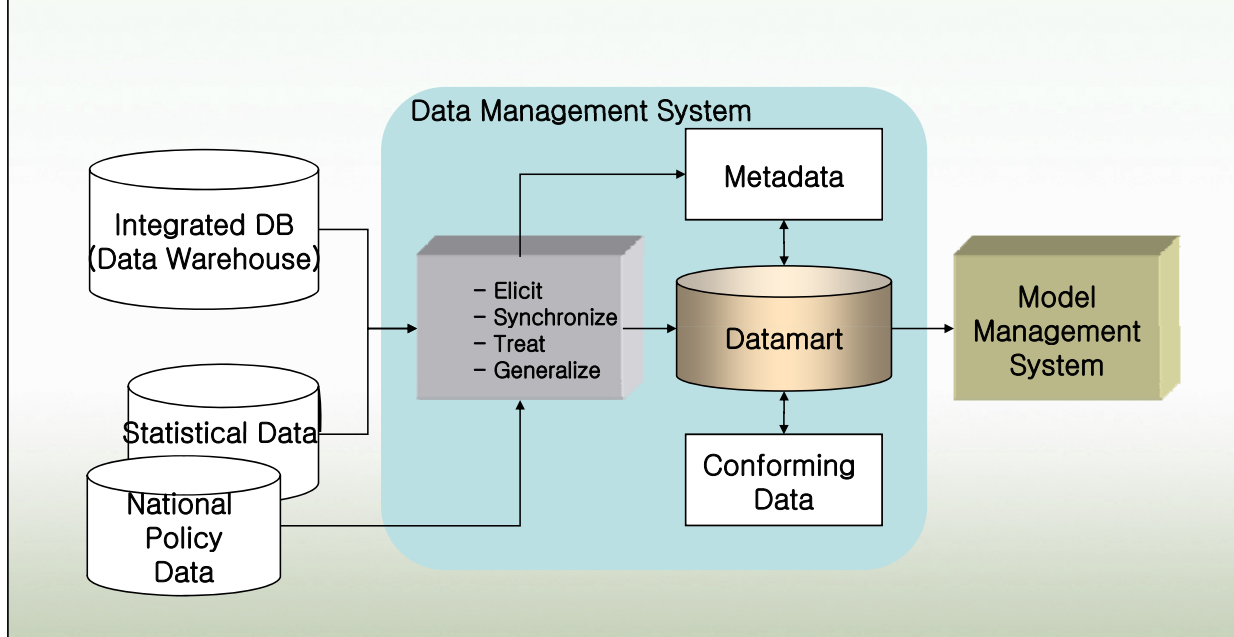 Data Management System
Integrated DB
(Data Warehouse)
Statistical Data
National
Policy
Data
- Elicit
- Synchronize
- Treat
- Generalize
Metadata
Datamart
Conforming
Data
Model
Management
System